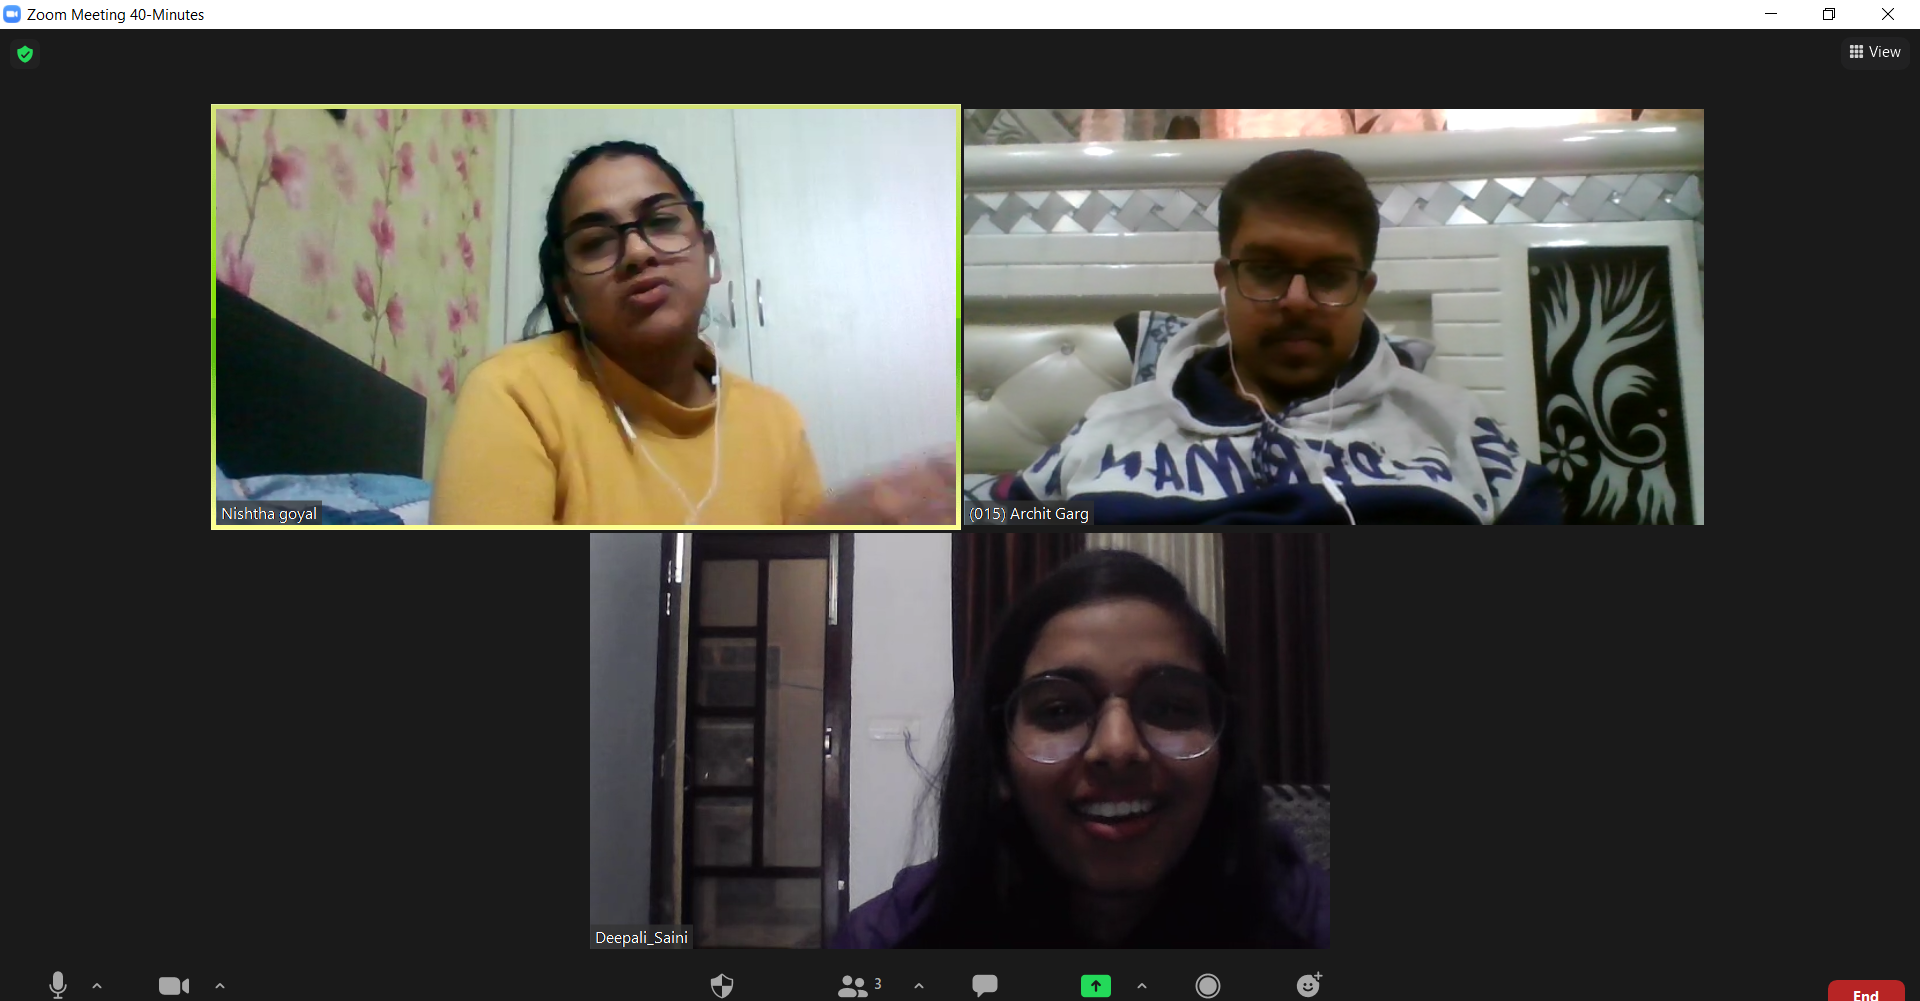 Zoom Meeting 40-Minutes
View
Nishtha goyal
(015) Archit Garg
Deepali_Saini
3
End